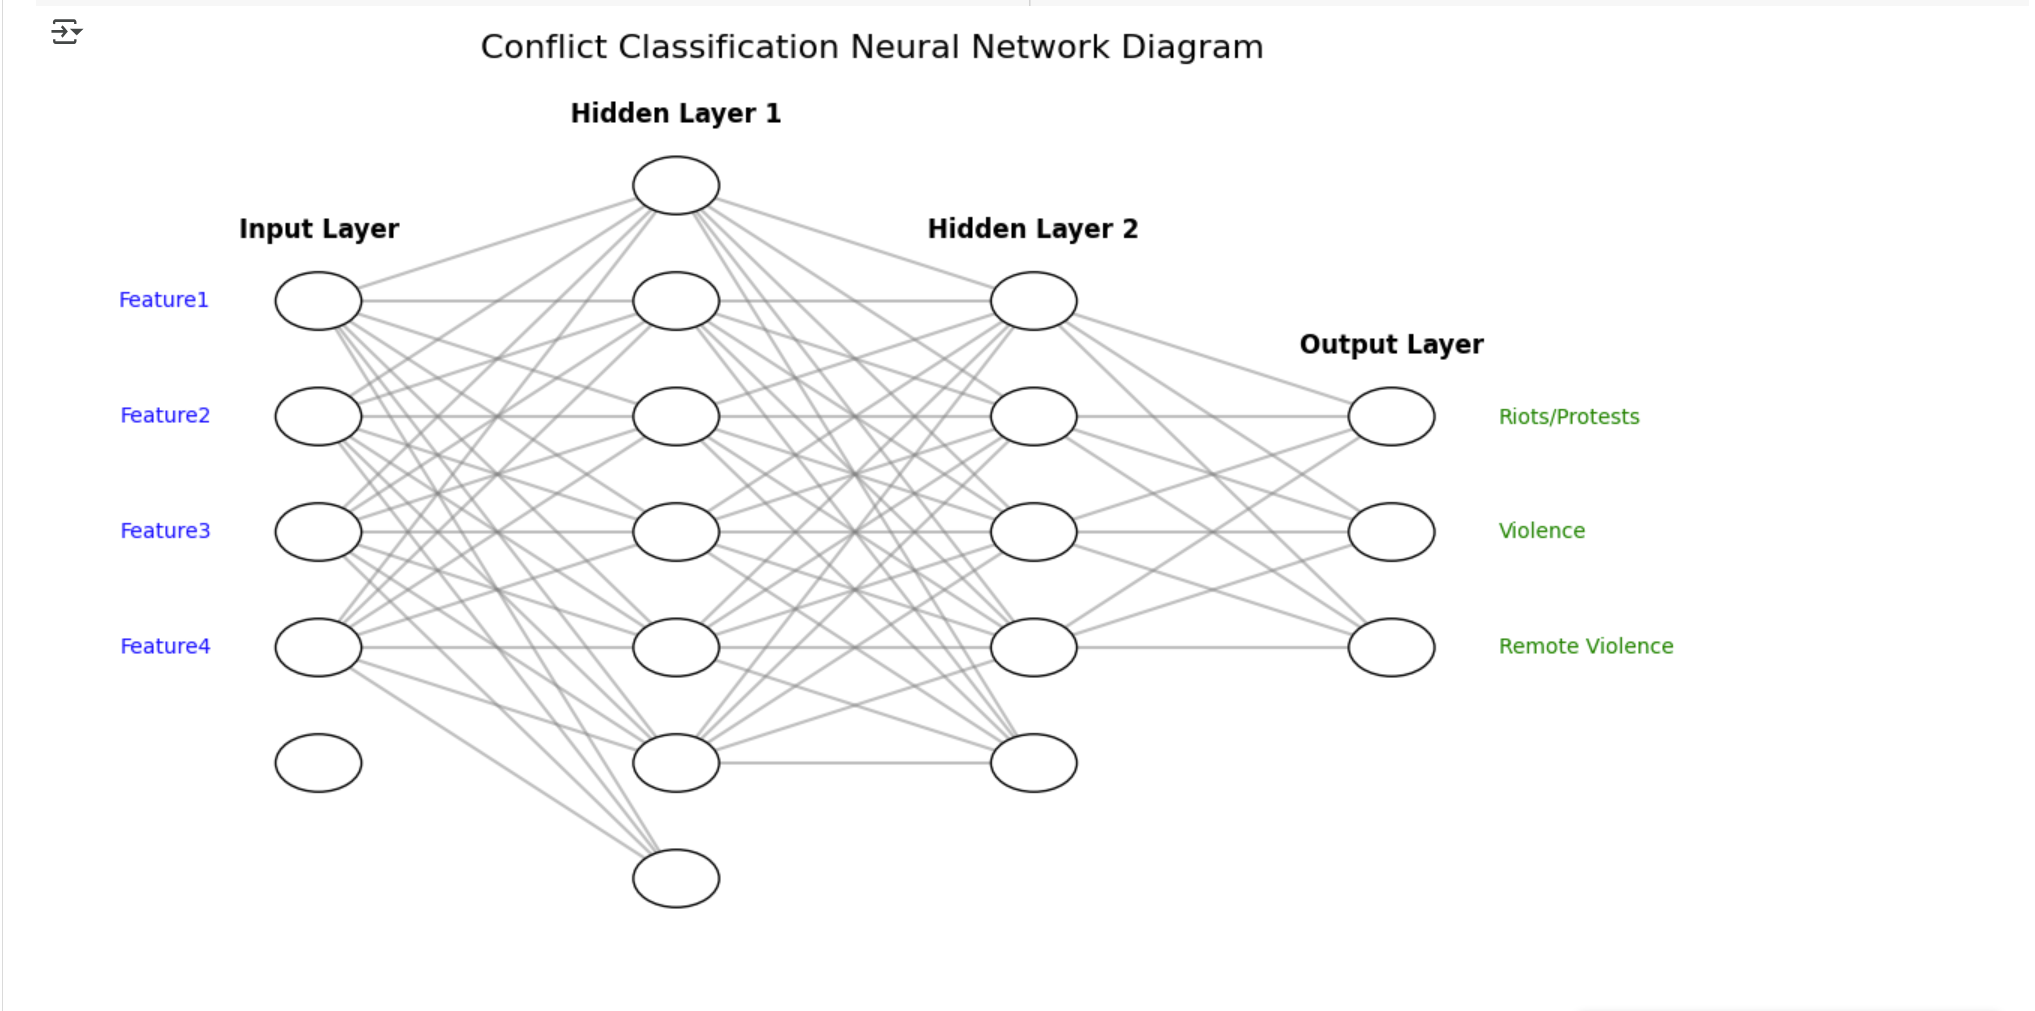 Conflict Classification Neural Network Diagram
Hidden Layer 1
Input Layer
Hidden Layer 2
Output Layer
Feature1
Feature2
Feature3
Feature4
Riots/Protests
Violence
Remote Violence